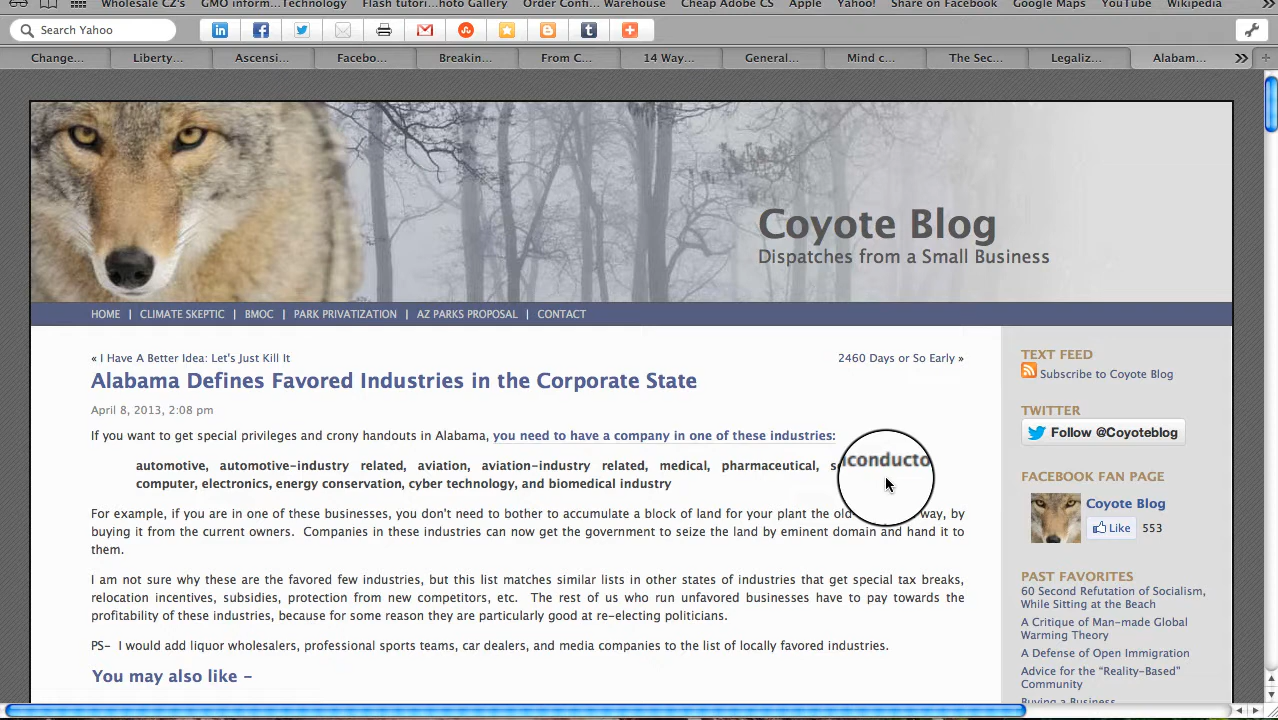 Wholesale CZ's GMO inform...Technology Flash tutori...hoto Gallery Order Confi... Warehouse Cheap Adobe CS Apple Yahoo! Share on Facebook Google Maps YouTube Wikipedia
Search Yahoo
Change... Liberty... Ascensi... Facebo... Breakin... From C... 14 Way... General... Mind c... The Sec... Legaliz... Alabam...
Coyote Blog
Dispatches from a Small Business
HOME | CLIMATE SKEPTIC | BMOC | PARK PRIVATIZATION | AZ PARKS PROPOSAL | CONTACT
« I Have A Better Idea: Let's Just Kill It 2460 Days or So Early »
Alabama Defines Favored Industries in the Corporate State
April 8, 2013, 2:08 pm
If you want to get special privileges and crony handouts in Alabama, you need to have a company in one of these industries:
automotive, automotive-industry related, aviation, aviation-industry related, medical, pharmaceutical, s iconducto
computer, electronics, energy conservation, cyber technology, and biomedical industry
For example, if you are in one of these businesses, you don't need to bother to accumulate a block of land for your plant the old way, by
buying it from the current owners. Companies in these industries can now get the government to seize the land by eminent domain and hand it to
them.
I am not sure why these are the favored few industries, but this list matches similar lists in other states of industries that get special tax breaks,
relocation incentives, subsidies, protection from new competitors, etc. The rest of us who run unfavored businesses have to pay towards the
profitability of these industries, because for some reason they are particularly good at re-electing politicians.
PS- I would add liquor wholesalers, professional sports teams, car dealers, and media companies to the list of locally favored industries.
You may also like -
TEXT FEED
Subscribe to Coyote Blog
TWITTER
Follow @Coyoteblog
FACEBOOK FAN PAGE
Coyote Blog
Like 553
PAST FAVORITES
60 Second Refutation of Socialism,
While Sitting at the Beach
A Critique of Man-made Global
Warming Theory
A Defense of Open Immigration
Advice for the "Reality-Based"
Community
Buying a Business